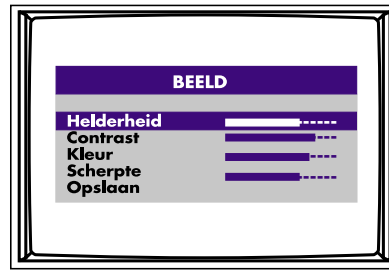 BEELD
Helderheid
Contrast
Kleur
Scherpte
Opslaan